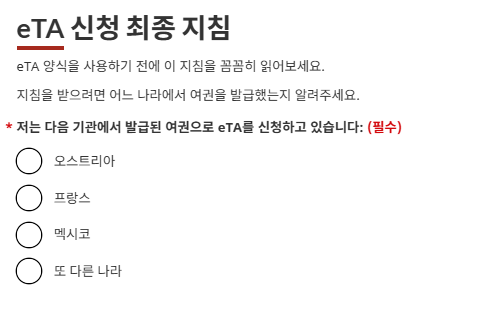 eTA 신청 최종 지침
eTA 양식을 사용하기 전에 이 지침을 꼼꼼히 읽어보세요.
지침을 받으려면 어느 나라에서 여권을 발급했는지 알려주세요.
* 저는 다음 기관에서 발급된 여권으로 eTA를 신청하고 있습니다: (필수)
오스트리아
프랑스
멕시코
또 다른 나라